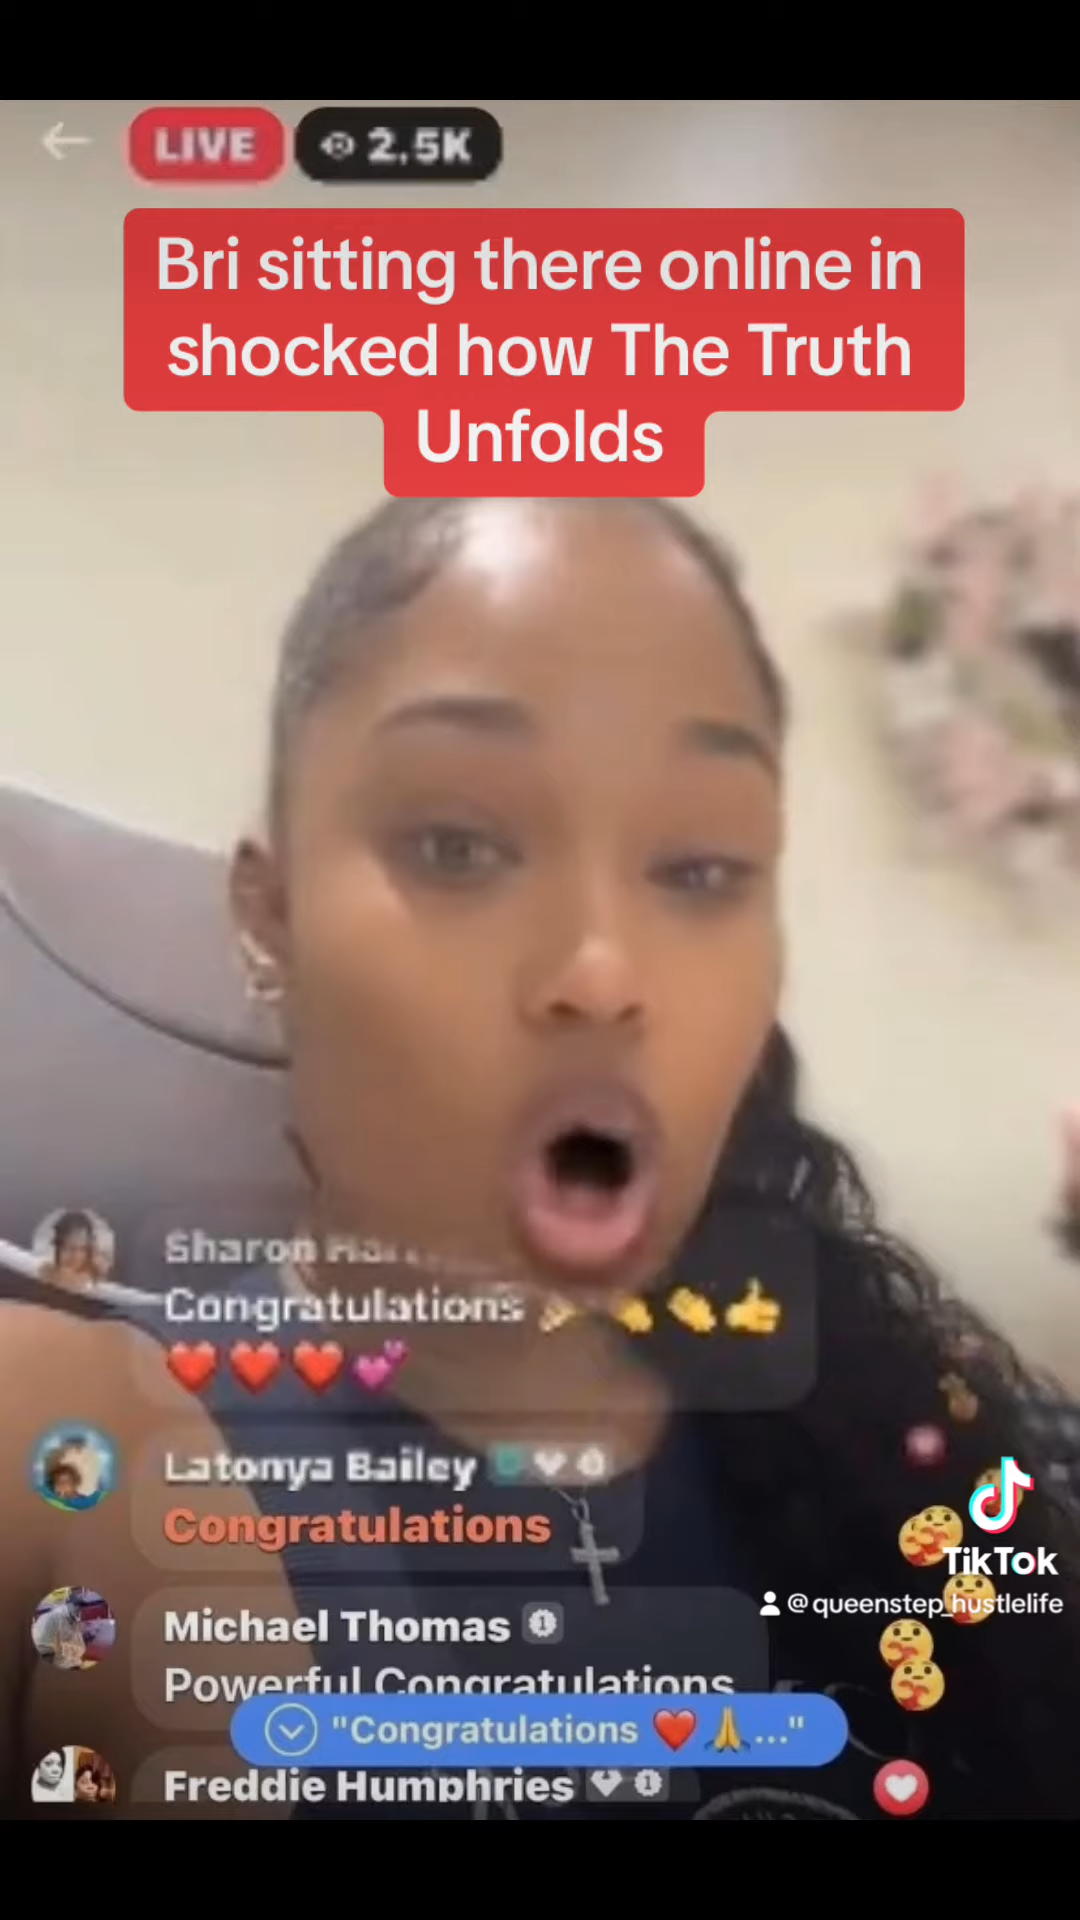 LIVE 2.5K
Bri sitting there online in
shocked how The Truth
Unfolds
Sharon
Congratulations 🎉👏👏👍
❤️❤️❤️💕
Latonya Bailey
Congratulations
Michael Thomas
Powerful Congratulations
"Congratulations ❤️🙏..."
Freddie Humphries
TikTok
@queenstep_hustlelife